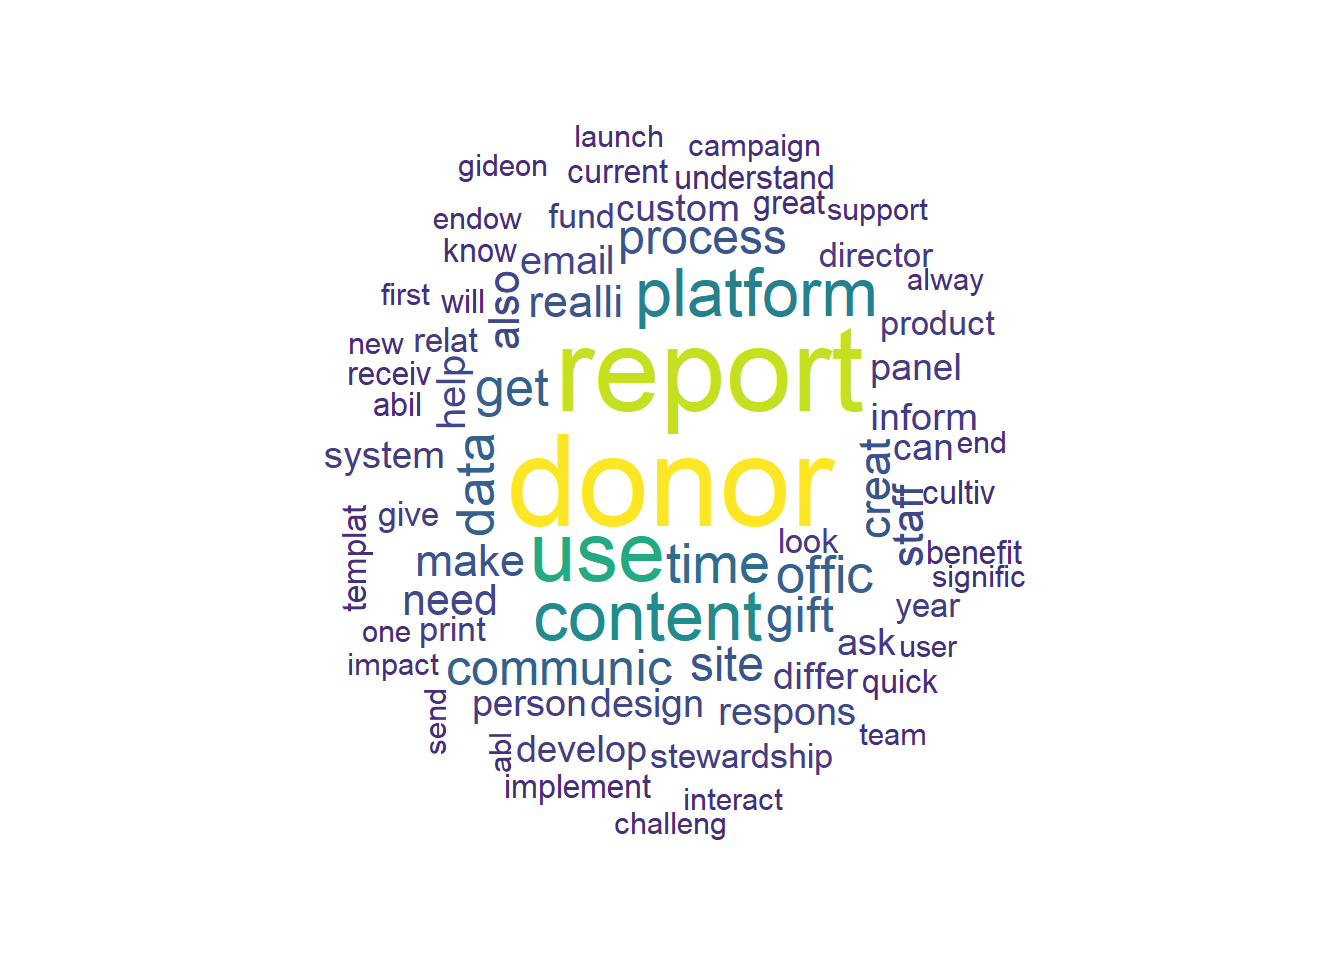 launch
campaign
gideon
current
understand
endow
fund
custom
great
support
know
email
process
director
first
will
also
realli
platform
alway
new
relat
product
receiv
help
get
report
panel
abil
inform
system
data
donor
creat
can
end
templat
give
staff
cultiv
make
use
time
look
offic
benefit
signific
need
content
gift
year
one
print
ask
user
impact
communic
site
differ
quick
send
person
design
respons
team
abl
develop
stewardship
implement
interact
challeng